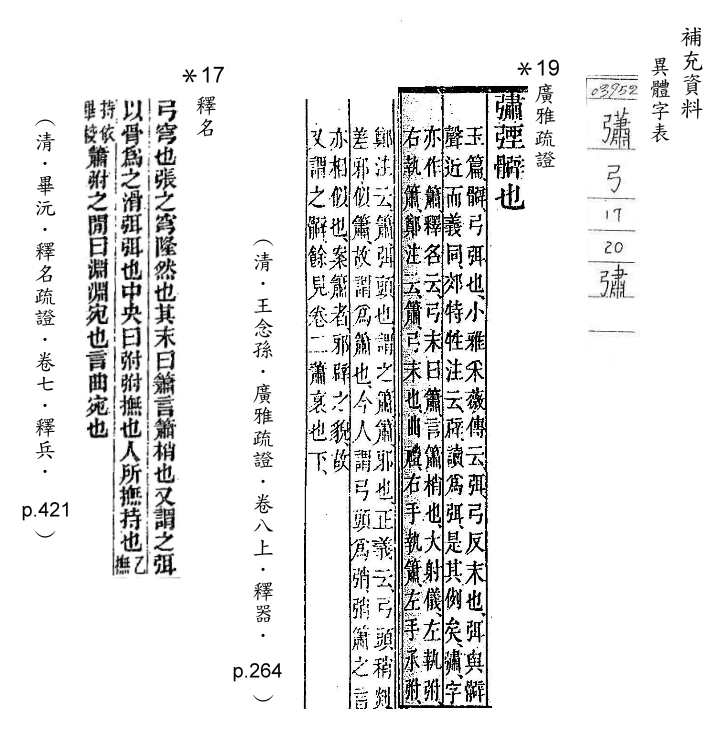 補充資料
異體字表
03952
弓
17
20
彇
*19
廣雅疏證
彇弳也
玉篇弓弭也小雅采薇傳云弭弓反末也弭與
聲近而義同郊特牲注云辟讀爲弭是其例矣彇字
亦作簫釋名云弓末曰簫言簫梢也大射儀左執弣
右執簫鄭注云簫弓末也曲禮右手執簫左手承弣
鄭注云簫弭頭也謂之簫簫邪也正義云弓頭稍剡
差邪似簫故謂爲簫也今人謂弓頭爲弰弰簫之言
亦相似也案簫者邪辟之貌故
又謂之餘見卷二蕭衺也下
（清．王念孫．廣雅疏證．卷八上．釋器．p.264）
*17
釋名
弓穹也張之穹隆然也其末曰簫言簫梢也又謂之弭
以骨爲之滑弭弭也中央曰弣弣撫也人所撫持也乙撫
持依畢校簫弣之閒曰淵淵宛也言曲宛也
（清．畢沅．釋名疏證．卷七．釋兵．p.421）